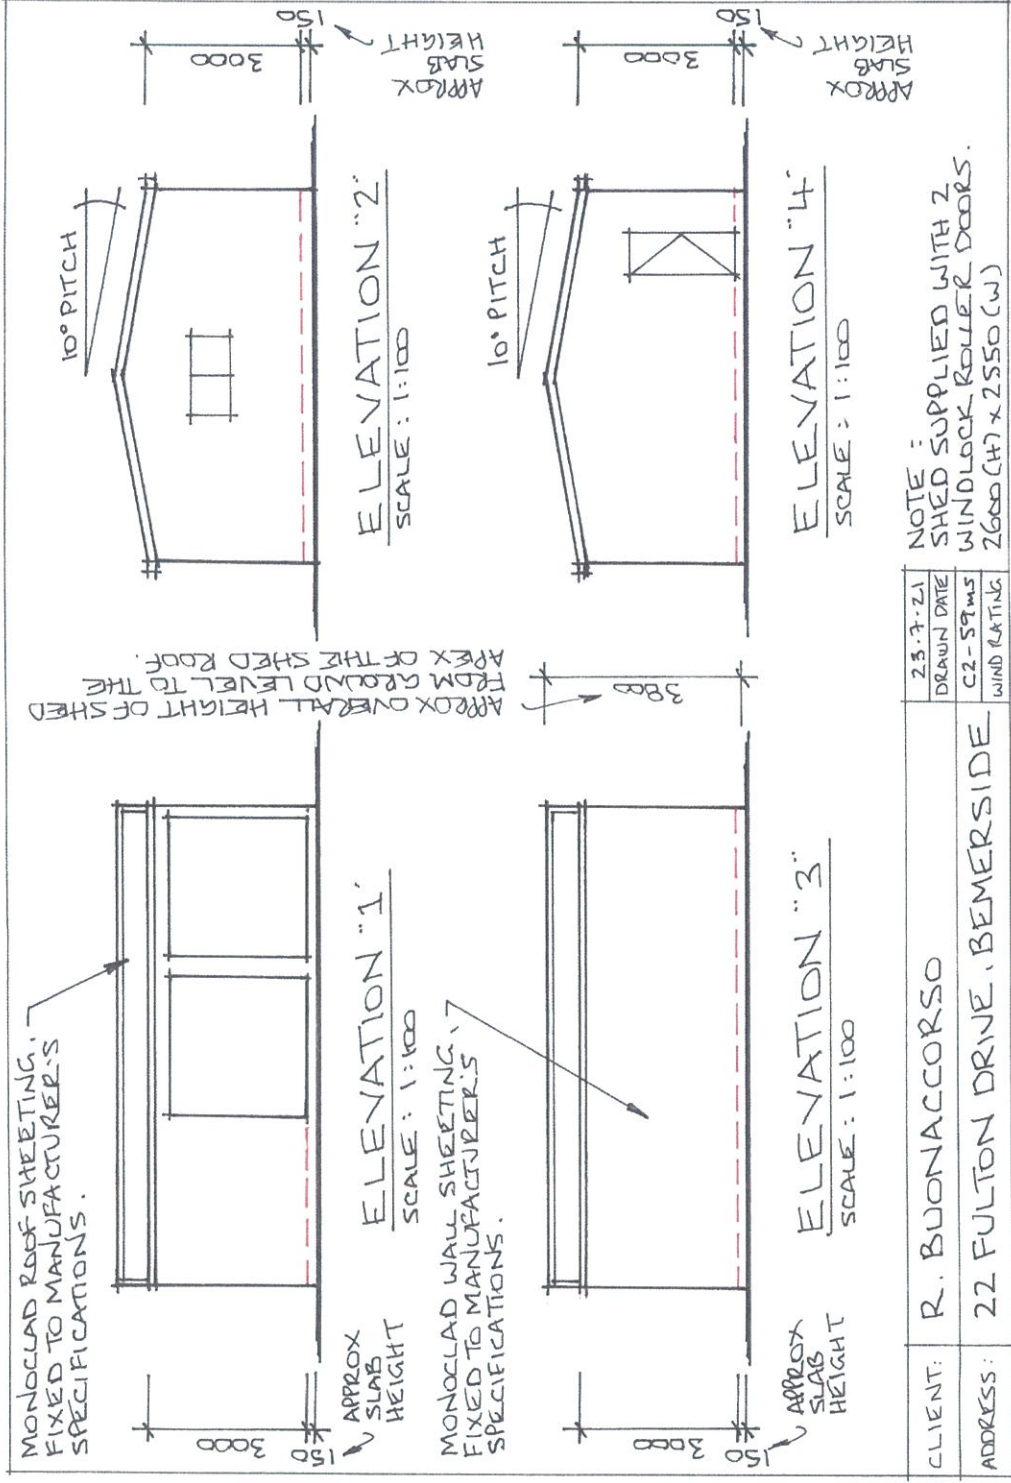 MONOCLAD ROOF SHEETING,
FIXED TO MANUFACTURER'S
SPECIFICATIONS.
3000
150
APPROX
SLAB
HEIGHT
ELEVATION "1"
SCALE: 1:100
10° PITCH
ELEVATION "2"
SCALE: 1:100
3000
150
APPROX
SLAB
HEIGHT
APPROX OVERALL HEIGHT OF SHED
FROM GROUND LEVEL TO THE
APEX OF THE SHED ROOF.
3800
MONOCLAD WALL SHEETING,
FIXED TO MANUFACTURER'S
SPECIFICATIONS.
3000
150
APPROX
SLAB
HEIGHT
ELEVATION "3"
SCALE: 1:100
10° PITCH
ELEVATION "4"
SCALE: 1:100
3000
150
APPROX
SLAB
HEIGHT
CLIENT: R. BUONACCORSO
ADDRESS: 22 FULTON DRIVE, BEMERSIDE
23.7.21
DRAWN DATE
C2-59ms
WIND RATING
NOTE:
SHED SUPPLIED WITH 2
WINDLOCK ROLLER DOORS.
2600 (H) x 2550 (W)